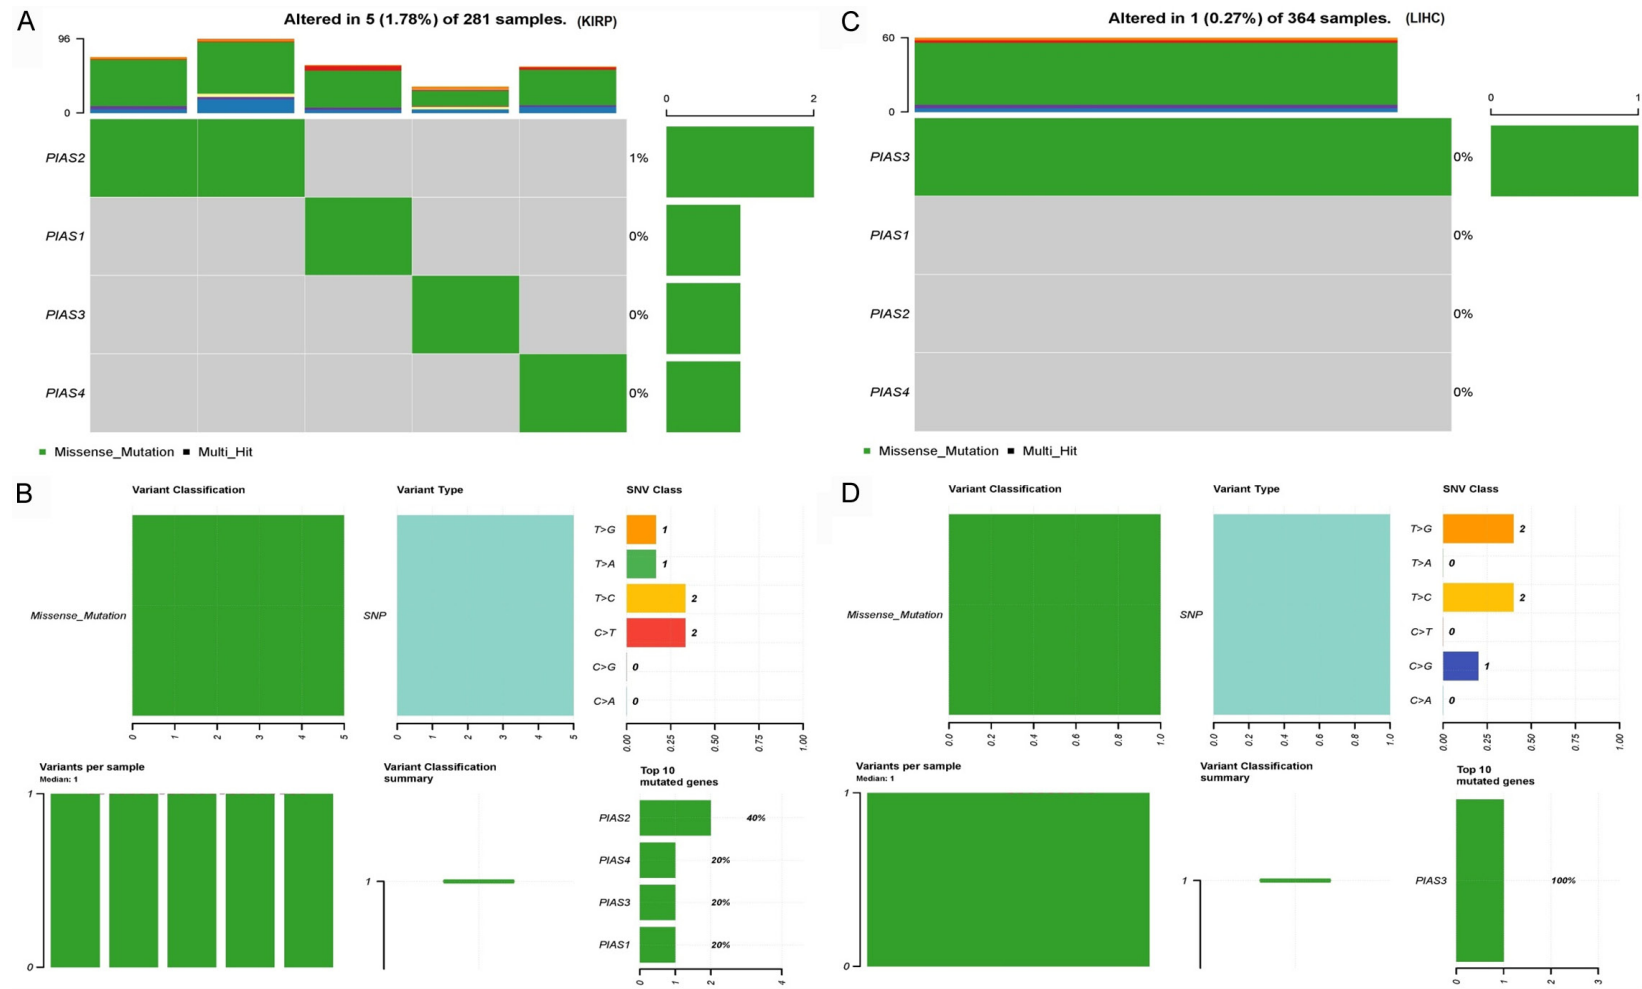 A
Altered in 5 (1.78%) of 281 samples. (KIRP)
96
0
0
2
PIAS2
1%
PIAS1
0%
PIAS3
0%
PIAS4
0%
Missense_Mutation
Multi_Hit
C
Altered in 1 (0.27%) of 364 samples. (LIHC)
60
0
0
1
PIAS3
0%
PIAS1
0%
PIAS2
0%
PIAS4
0%
Missense_Mutation
Multi_Hit
B
Variant Classification
Missense_Mutation
0
1
2
3
4
5
Variant Type
SNP
0
1
2
3
4
5
SNV Class
T>G
1
T>A
1
T>C
2
C>T
2
C>G
0
C>A
0
0.00
0.25
0.50
0.75
1.00
Variants per sample
Median: 1
1
0
Variant Classification
summary
1
Top 10
mutated genes
PIAS2
40%
PIAS4
20%
PIAS3
20%
PIAS1
20%
0
1
2
4
D
Variant Classification
Missense_Mutation
0.0
0.2
0.4
0.6
0.8
1.0
Variant Type
SNP
0.0
0.2
0.4
0.6
0.8
1.0
SNV Class
T>G
2
T>A
0
T>C
2
C>T
0
C>G
1
C>A
0
0.00
0.25
0.50
0.75
1.00
Variants per sample
Median: 1
1
0
Variant Classification
summary
1
Top 10
mutated genes
PIAS3
100%
0
1
2
3